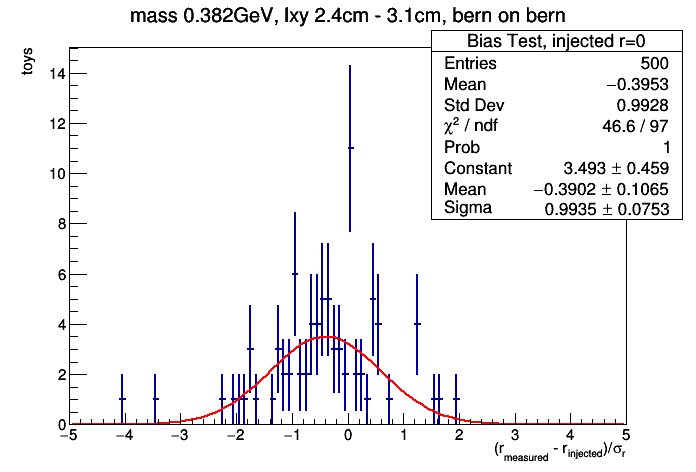 mass 0.382GeV, lxy 2.4cm - 3.1cm, bern on bern
Bias Test, injected r=0
Entries 500
Mean −0.3953
Std Dev 0.9928
χ² / ndf 46.6 / 97
Prob 1
Constant 3.493 ± 0.459
Mean −0.3902 ± 0.1065
Sigma 0.9935 ± 0.0753
toys
14
12
10
8
6
4
2
0
−5 −4 −3 −2 −1 0 1 2 3 4 5
(r_measured - r_injected)/σ_r